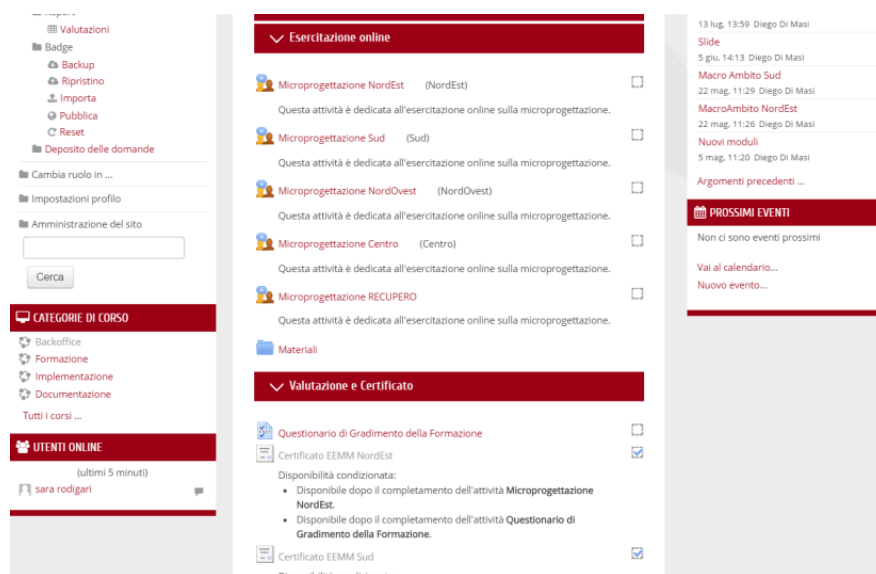 Valutazioni
Badge
Backup
Ripristino
Importa
Pubblica
Reset
Deposito delle domande
Cambia ruolo in ...
Impostazioni profilo
Amministrazione del sito
Cerca
CATEGORIE DI CORSO
Backoffice
Formazione
Implementazione
Documentazione
Tutti i corsi ...
UTENTI ONLINE
(ultimi 5 minuti)
sara rodigari
Esercitazione online
Microprogettazione NordEst (NordEst)
Questa attività è dedicata all'esercitazione online sulla microprogettazione.
Microprogettazione Sud (Sud)
Questa attività è dedicata all'esercitazione online sulla microprogettazione.
Microprogettazione NordOvest (NordOvest)
Questa attività è dedicata all'esercitazione online sulla microprogettazione.
Microprogettazione Centro (Centro)
Questa attività è dedicata all'esercitazione online sulla microprogettazione.
Microprogettazione RECUPERO
Questa attività è dedicata all'esercitazione online sulla microprogettazione.
Materiali
Valutazione e Certificato
Questionario di Gradimento della Formazione
Certificato EEMM NordEst
Disponibilità condizionata:
• Disponibile dopo il completamento dell'attività Microprogettazione
NordEst.
• Disponibile dopo il completamento dell'attività Questionario di
Gradimento della Formazione.
Certificato EEMM Sud
13 lug, 13:59 Diego Di Masi
Slide
5 giu, 14:13 Diego Di Masi
Macro Ambito Sud
22 mag, 11:29 Diego Di Masi
MacroAmbito NordEst
22 mag, 11:26 Diego Di Masi
Nuovi moduli
5 mag, 11:20 Diego Di Masi
Argomenti precedenti ...
PROSSIMI EVENTI
Non ci sono eventi prossimi
Vai al calendario...
Nuovo evento...